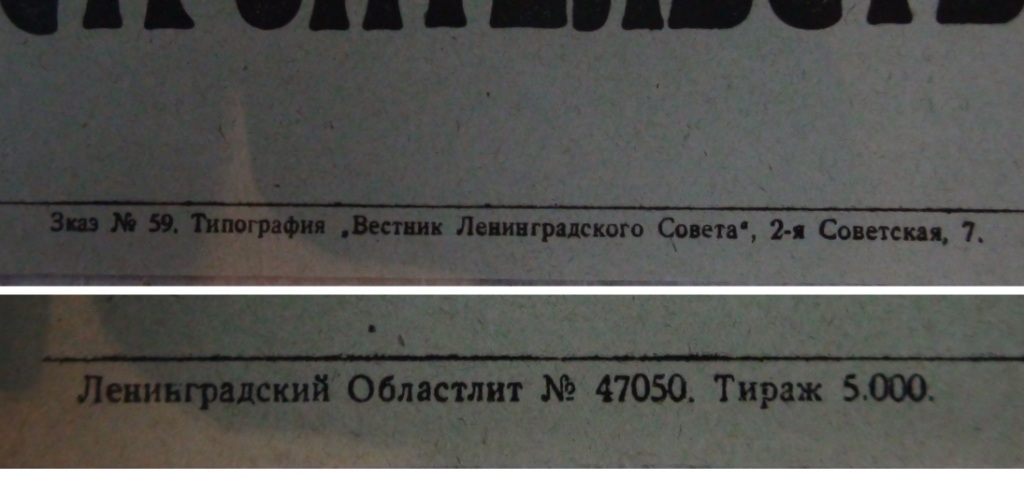 Зказ № 59. Типография „Вестник Ленинградского Совета“, 2-я Советская, 7.
Ленинградский Областлит № 47050. Тираж 5.000.